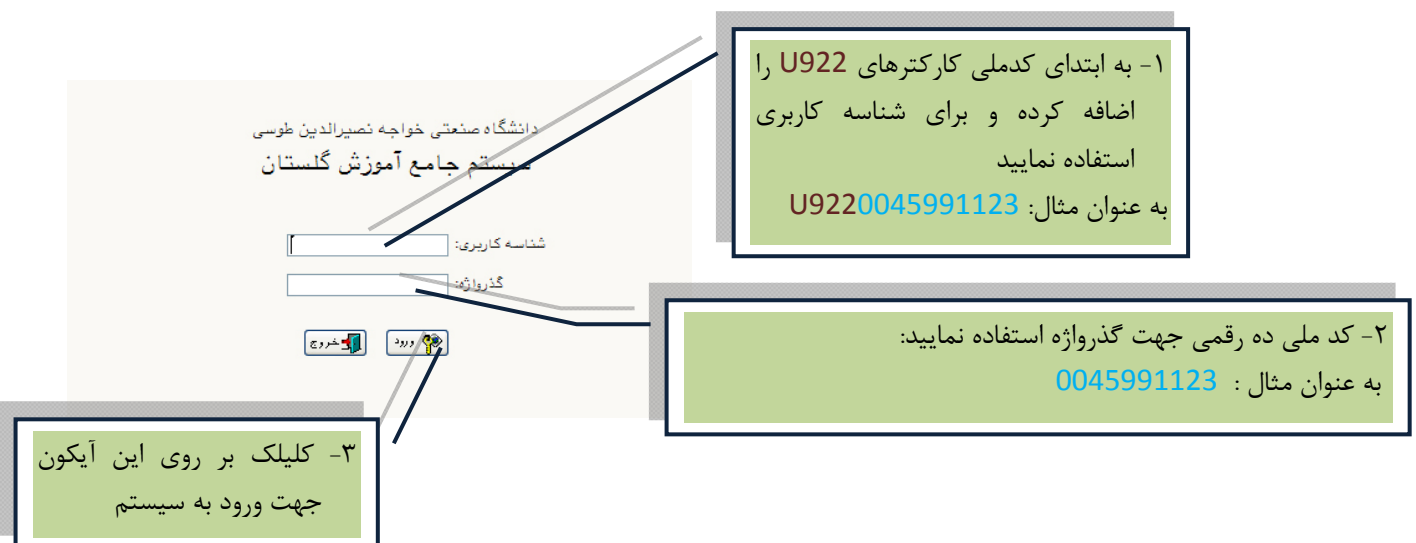 ۱- به ابتدای کدملی کارکترهای U922 را
اضافه کرده و برای شناسه کاربری
استفاده نمایید
به عنوان مثال: U9220045991123
دانشگاه صنعتی خواجه نصیرالدین طوسی
سیستم جامع آموزش گلستان
شناسه کاربری:
گذرواژه:
ورود
خروج
۲- کد ملی ده رقمی جهت گذرواژه استفاده نمایید:
به عنوان مثال : 0045991123
۳- کلیلک بر روی این آیکون
جهت ورود به سیستم